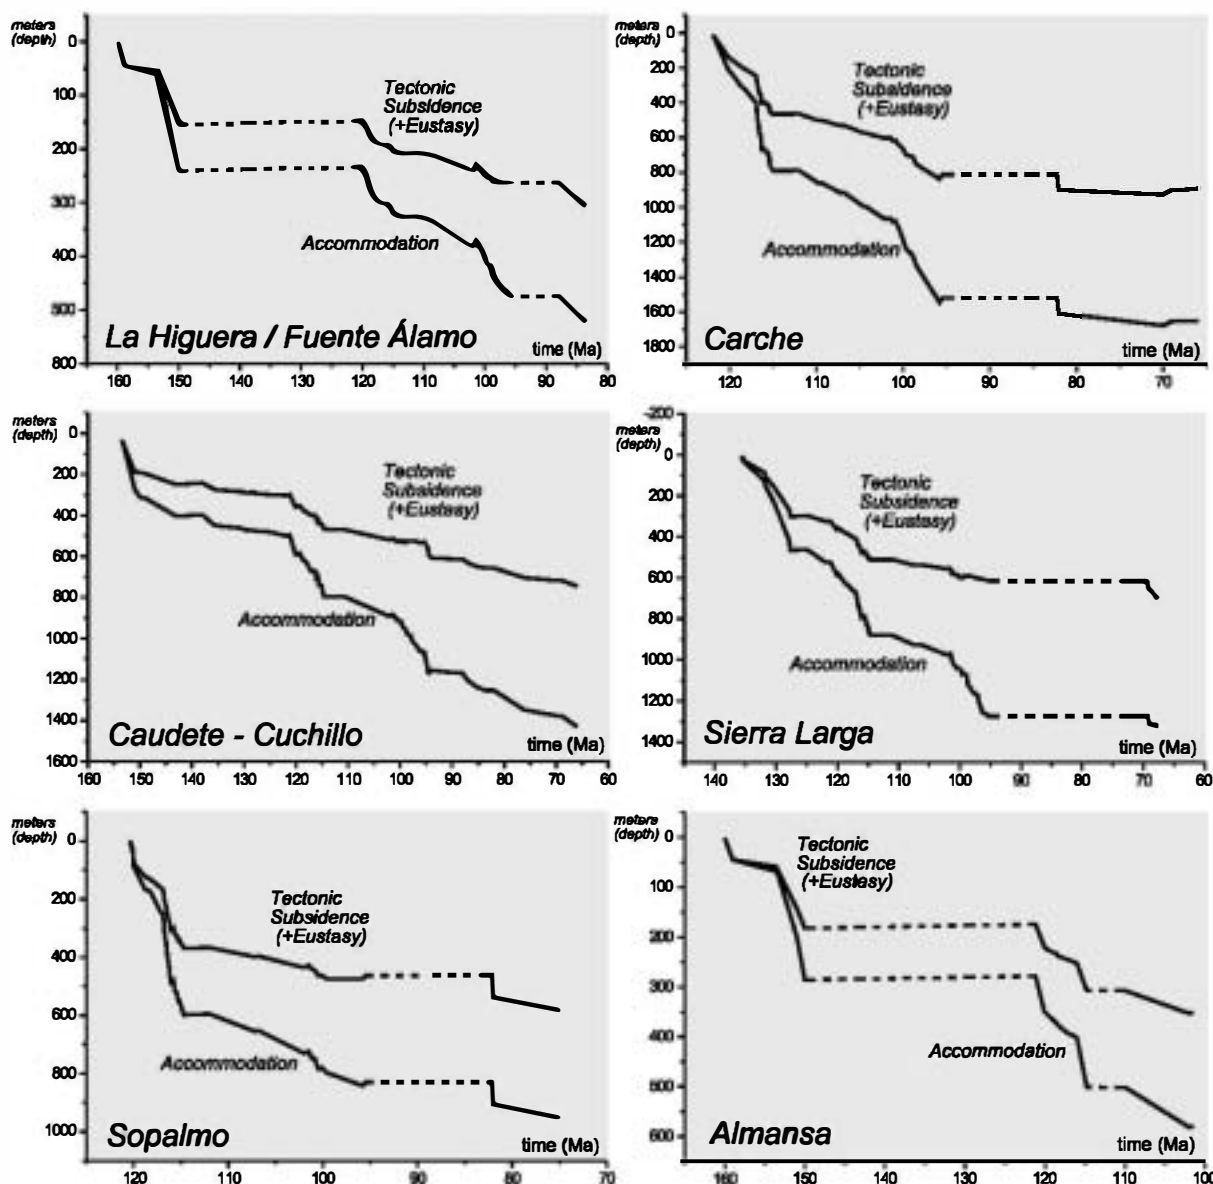 meters
(depth)
0
100
200
300
400
500
600
Tectonic
Subsidence
(+Eustasy)
Accommodation
La Higuera / Fuente Álamo
time (Ma)
160 150 140 130 120 110 100 90 80
meters
(depth)
0
200
400
600
800
1000
1200
1400
1600
1800
Tectonic
Subsidence
(+Eustasy)
Accommodation
Carche
time (Ma)
120 110 100 90 80 70
meters
(depth)
0
200
400
600
800
1000
1200
1400
1600
Tectonic
Subsidence
(+Eustasy)
Accommodation
Caudete - Cuchillo
time (Ma)
160 150 140 130 120 110 100 90 80 70 60
meters
(depth)
-200
0
200
400
600
800
1000
1200
1400
Tectonic
Subsidence
(+Eustasy)
Accommodation
Sierra Larga
time (Ma)
140 130 120 110 100 90 80 70 60
meters
(depth)
0
200
400
600
800
1000
Tectonic
Subsidence
(+Eustasy)
Accommodation
Sopalmo
time (Ma)
120 110 100 90 80 70
meters
(depth)
0
100
200
300
400
500
600
Tectonic
Subsidence
(+Eustasy)
Accommodation
Almansa
time (Ma)
160 150 140 130 120 110 100